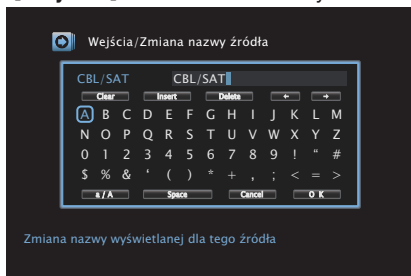 Wejścia/Zmiana nazwy źródła
CBL/SAT CBL/SAT
Clear Insert Delete ← →
A B C D E F G H I J K L M
N O P Q R S T U V W X Y Z
0 1 2 3 4 5 6 7 8 9 ! “ #
$ % & ‘ ( ) * + , ; < = >
a / A Space Cancel O K
Zmiana nazwy wyświetlanej dla tego źródła